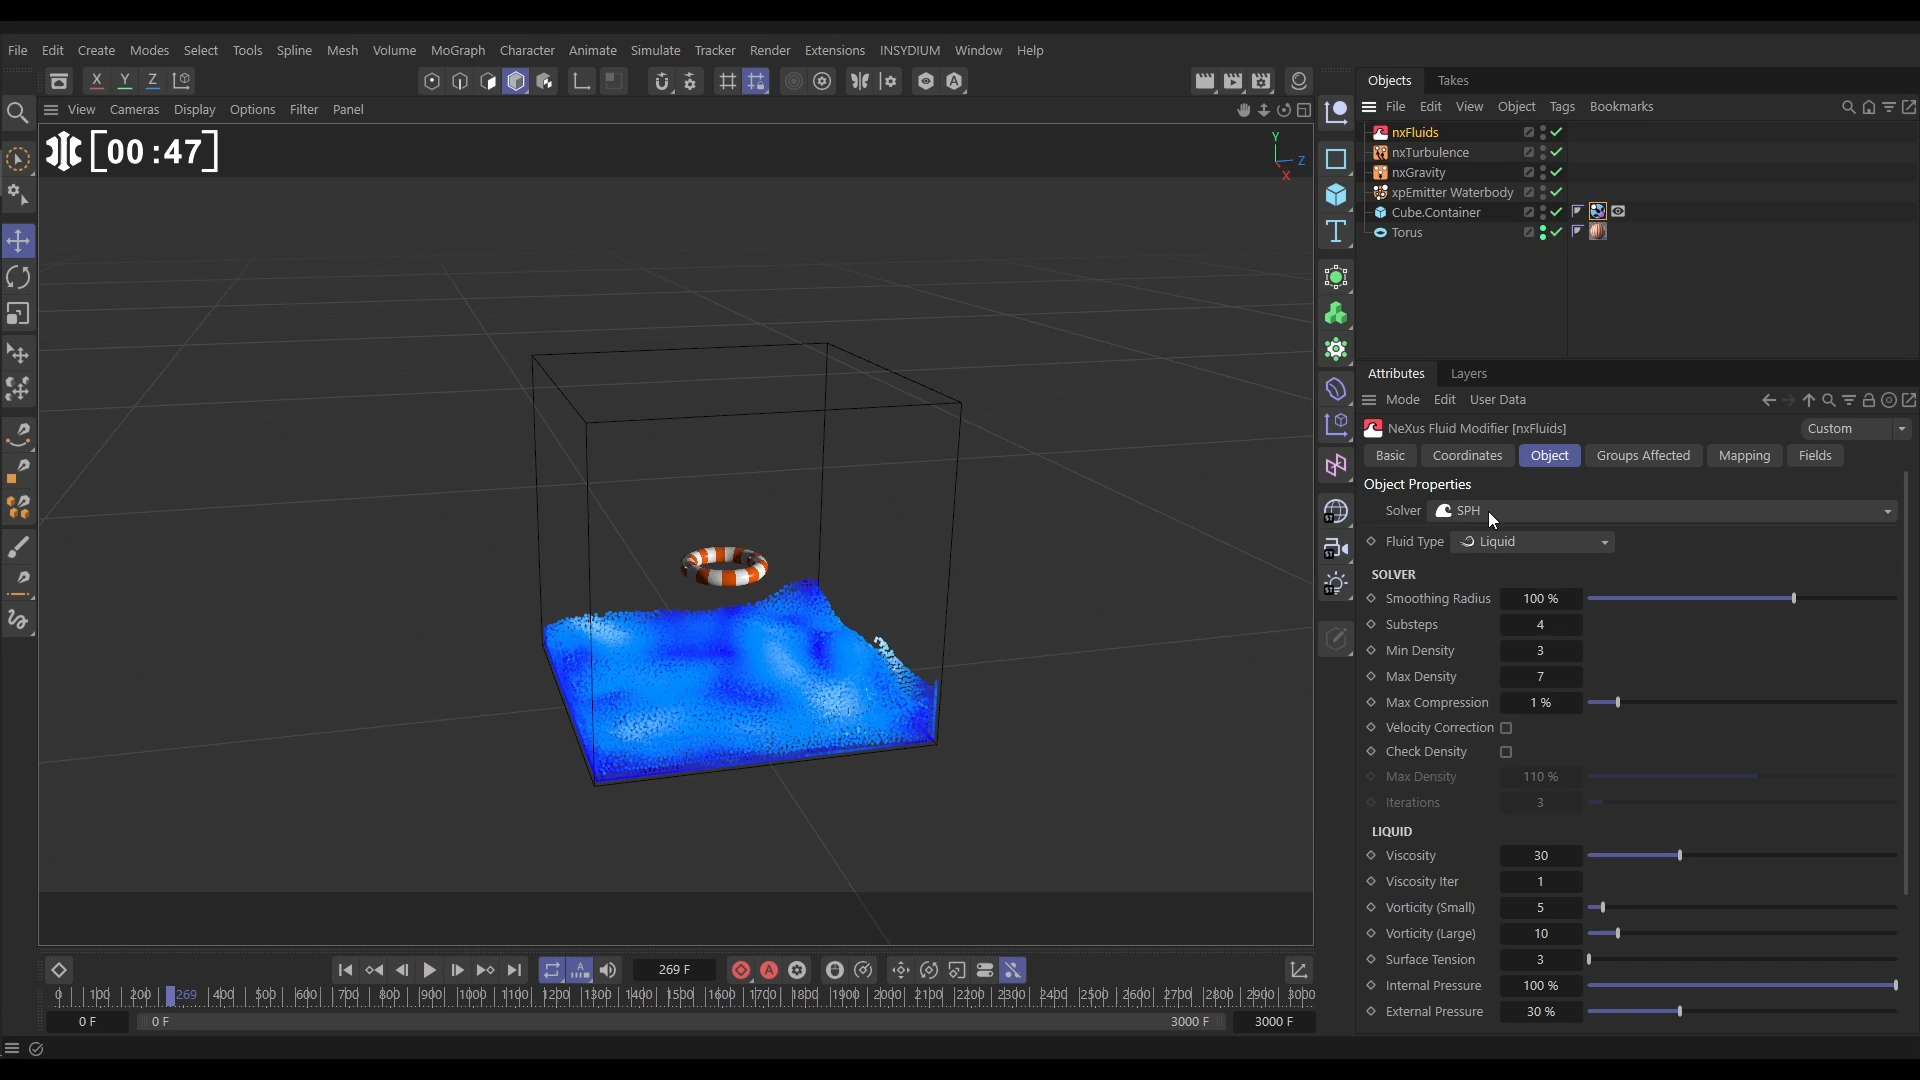 File Edit Create Modes Select Tools Spline Mesh Volume MoGraph Character Animate Simulate Tracker Render Extensions INSYDIUM Window Help
X Y Z
View Cameras Display Options Filter Panel
[00:47]
Y
Z
X
Objects Takes
File Edit View Object Tags Bookmarks
nxFluids
nxTurbulence
nxGravity
xpEmitter Waterbody
Cube.Container
Torus
Attributes Layers
Mode Edit User Data
NeXus Fluid Modifier [nxFluids] Custom
Basic Coordinates Object Groups Affected Mapping Fields
Object Properties
Solver SPH
Fluid Type Liquid
SOLVER
Smoothing Radius 100 %
Substeps 4
Min Density 3
Max Density 7
Max Compression 1 %
Velocity Correction
Check Density
Max Density 110 %
Iterations 3
LIQUID
Viscosity 30
Viscosity Iter 1
Vorticity (Small) 5
Vorticity (Large) 10
Surface Tension 3
Internal Pressure 100 %
External Pressure 30 %
T
ST
ST
ST
269 F
0 100 200 269 400 500 600 700 800 900 1000 1100 1200 1300 1400 1500 1600 1700 1800 1900 2000 2100 2200 2300 2400 2500 2600 2700 2800 2900 3000
0 F 0 F 3000 F 3000 F